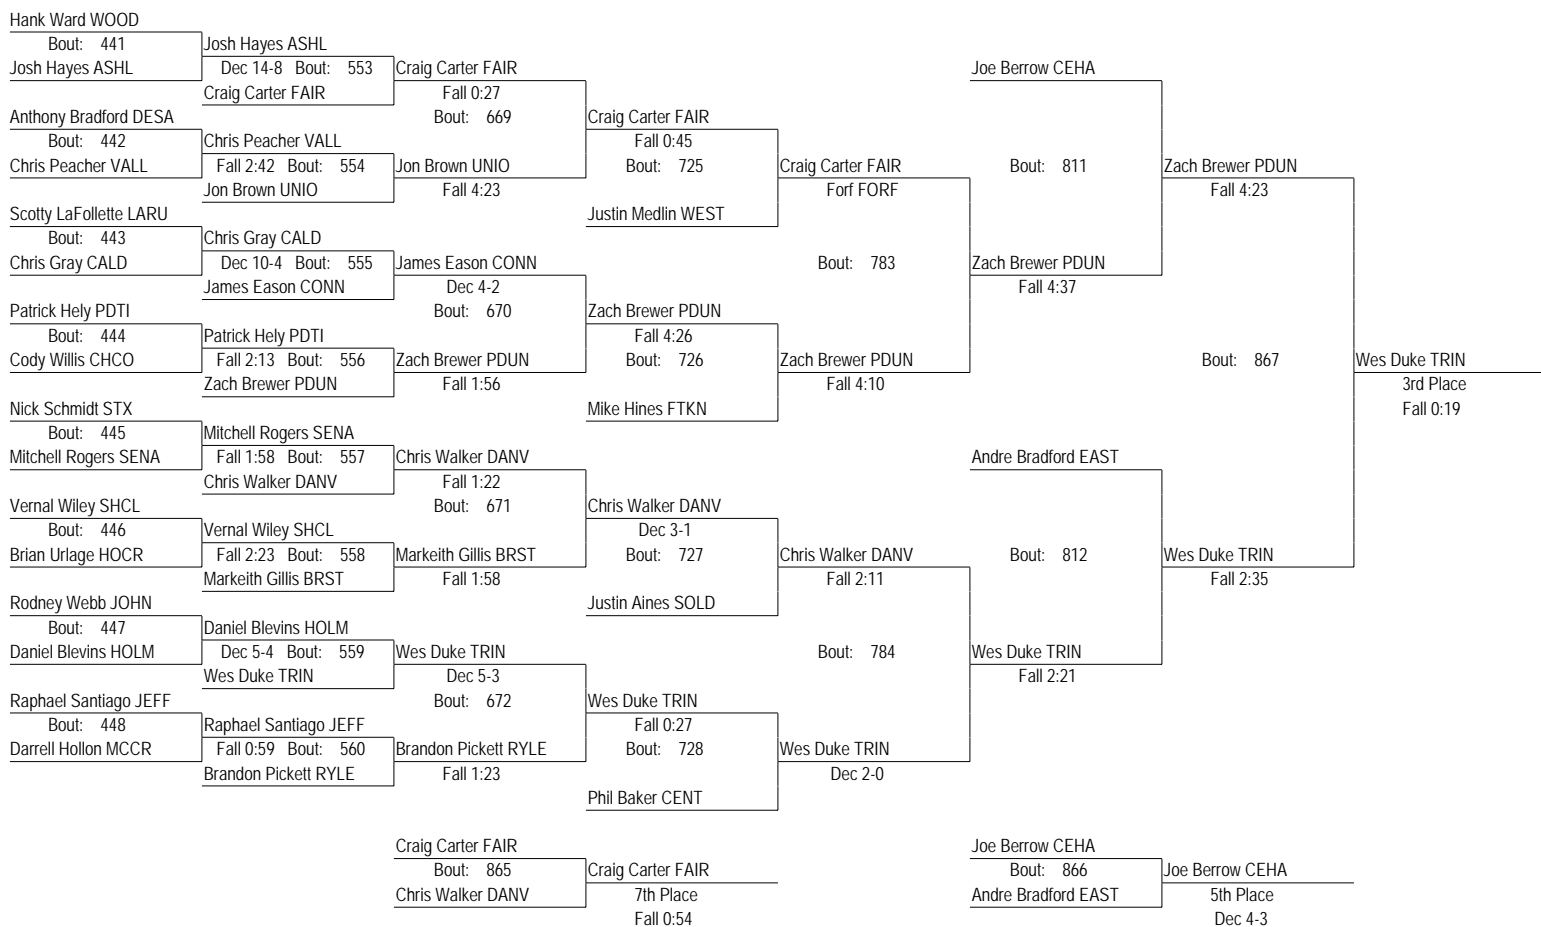 Hank Ward WOOD
Bout: 441
Josh Hayes ASHL
Anthony Bradford DESA
Bout: 442
Chris Peacher VALL
Scotty LaFollette LARU
Bout: 443
Chris Gray CALD
Patrick Hely PDTI
Bout: 444
Cody Willis CHCO
Nick Schmidt STX
Bout: 445
Mitchell Rogers SENA
Vernal Wiley SHCL
Bout: 446
Brian Urlage HOCR
Rodney Webb JOHN
Bout: 447
Daniel Blevins HOLM
Raphael Santiago JEFF
Bout: 448
Darrell Hollon MCCR
Josh Hayes ASHL
Dec 14-8 Bout: 553
Craig Carter FAIR
Chris Peacher VALL
Fall 2:42 Bout: 554
Jon Brown UNIO
Chris Gray CALD
Dec 10-4 Bout: 555
James Eason CONN
Patrick Hely PDTI
Fall 2:13 Bout: 556
Zach Brewer PDUN
Mitchell Rogers SENA
Fall 1:58 Bout: 557
Chris Walker DANV
Vernal Wiley SHCL
Fall 2:23 Bout: 558
Markeith Gillis BRST
Daniel Blevins HOLM
Dec 5-4 Bout: 559
Wes Duke TRIN
Raphael Santiago JEFF
Fall 0:59 Bout: 560
Brandon Pickett RYLE
Craig Carter FAIR
Fall 0:27
Bout: 669
Jon Brown UNIO
Fall 4:23
James Eason CONN
Dec 4-2
Bout: 670
Zach Brewer PDUN
Fall 1:56
Chris Walker DANV
Fall 1:22
Bout: 671
Markeith Gillis BRST
Fall 1:58
Wes Duke TRIN
Dec 5-3
Bout: 672
Brandon Pickett RYLE
Fall 1:23
Craig Carter FAIR
Fall 0:45
Bout: 725
Justin Medlin WEST
Zach Brewer PDUN
Fall 4:26
Bout: 726
Mike Hines FTKN
Chris Walker DANV
Dec 3-1
Bout: 727
Justin Aines SOLD
Wes Duke TRIN
Fall 0:27
Bout: 728
Phil Baker CENT
Craig Carter FAIR
Forf FORF
Bout: 783
Zach Brewer PDUN
Fall 4:10
Chris Walker DANV
Fall 2:11
Bout: 784
Wes Duke TRIN
Dec 2-0
Joe Berrow CEHA
Bout: 811
Zach Brewer PDUN
Fall 4:37
Andre Bradford EAST
Bout: 812
Wes Duke TRIN
Fall 2:21
Zach Brewer PDUN
Fall 4:23
Bout: 867
Wes Duke TRIN
Fall 2:35
Wes Duke TRIN
3rd Place
Fall 0:19
Craig Carter FAIR
Bout: 865
Chris Walker DANV
Craig Carter FAIR
7th Place
Fall 0:54
Joe Berrow CEHA
Bout: 866
Andre Bradford EAST
Joe Berrow CEHA
5th Place
Dec 4-3